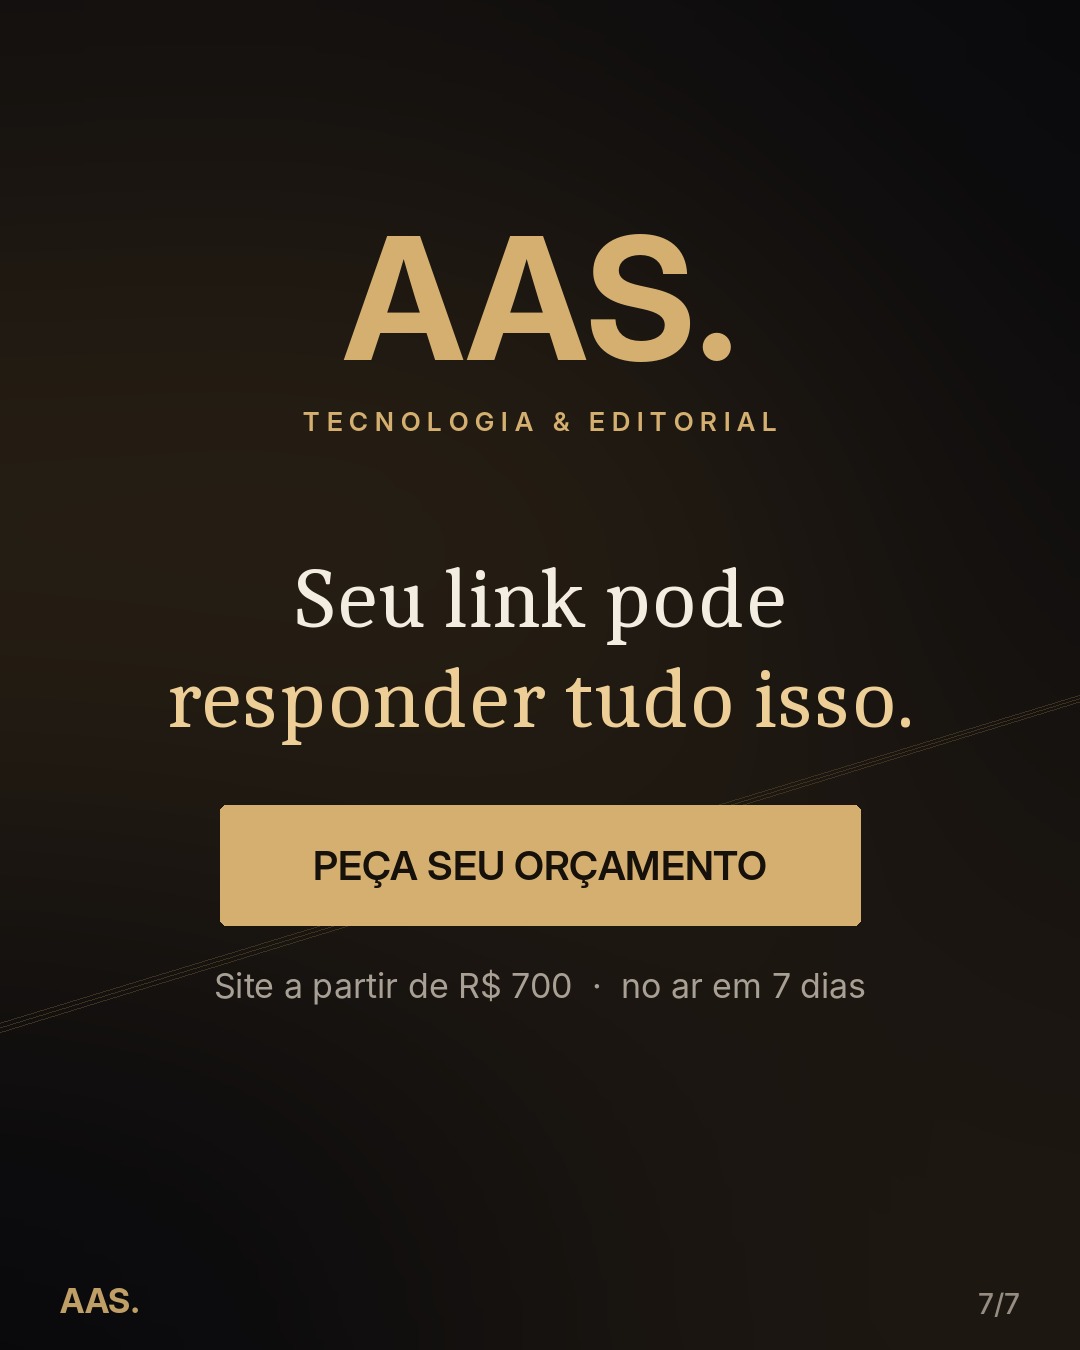 AAS.
TECNOLOGIA & EDITORIAL
Seu link pode
responder tudo isso.
PEÇA SEU ORÇAMENTO
Site a partir de R$ 700 · no ar em 7 dias
AAS.
7/7